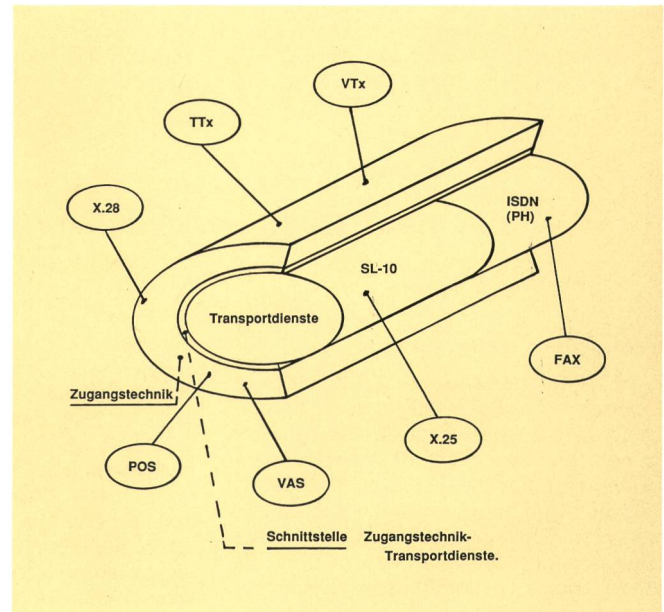 VTx
TTx
X.28
ISDN
(PH)
SL-10
Transportdienste
FAX
Zugangstechnik
X.25
POS
VAS
Schnittstelle Zugangstechnik-
Transportdienste.